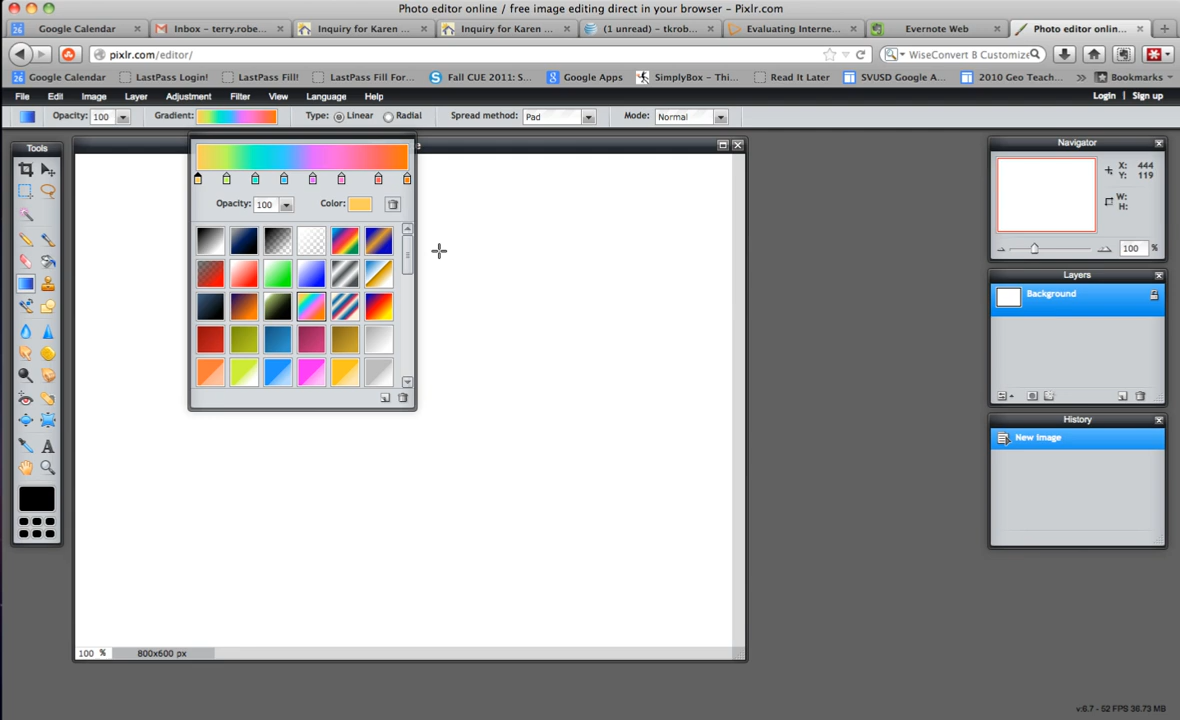 Photo editor online / free image editing direct in your browser – Pixlr.com
26 Google Calendar × Inbox – terry.robe... × Inquiry for Karen ... × Inquiry for Karen ... × (1 unread) – tkrob... × Evaluating Interne... × Evernote Web × Photo editor onlin... × +
pixlr.com/editor/ WiseConvert B Customize
26 Google Calendar LastPass Login! LastPass Fill! LastPass Fill For... S Fall CUE 2011: S... 8 Google Apps SimplyBox – Thi... Read It Later SVUSD Google A... 2010 Geo Teach... » Bookmarks
File Edit Image Layer Adjustment Filter View Language Help Login | Sign up
Opacity: 100 Gradient: Type: Linear Radial Spread method: Pad Mode: Normal
Tools
e
Opacity: 100 Color:
A
100 % 800x600 px
Navigator
X: 444
Y: 119
W:
H:
100 %
Layers
Background
History
New image
v:6.7 – 52 FPS 36.73 MB